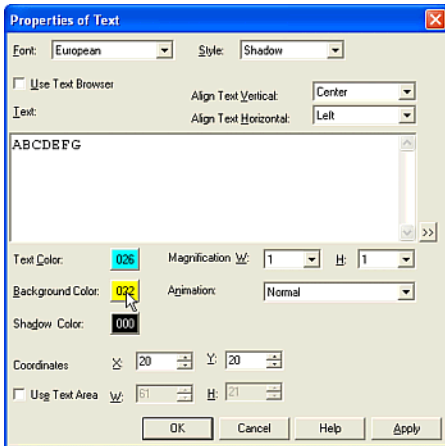 Properties of Text
Font: European Style: Shadow
Use Text Browser
Align Text Vertical: Center
Text:
Align Text Horizontal: Left
ABCDEFG
>>
Text Color: 026 Magnification W: 1 H: 1
Background Color: 022 Animation: Normal
Shadow Color: 000
Coordinates X: 20 Y: 20
Use Text Area W: 61 H: 21
OK Cancel Help Apply